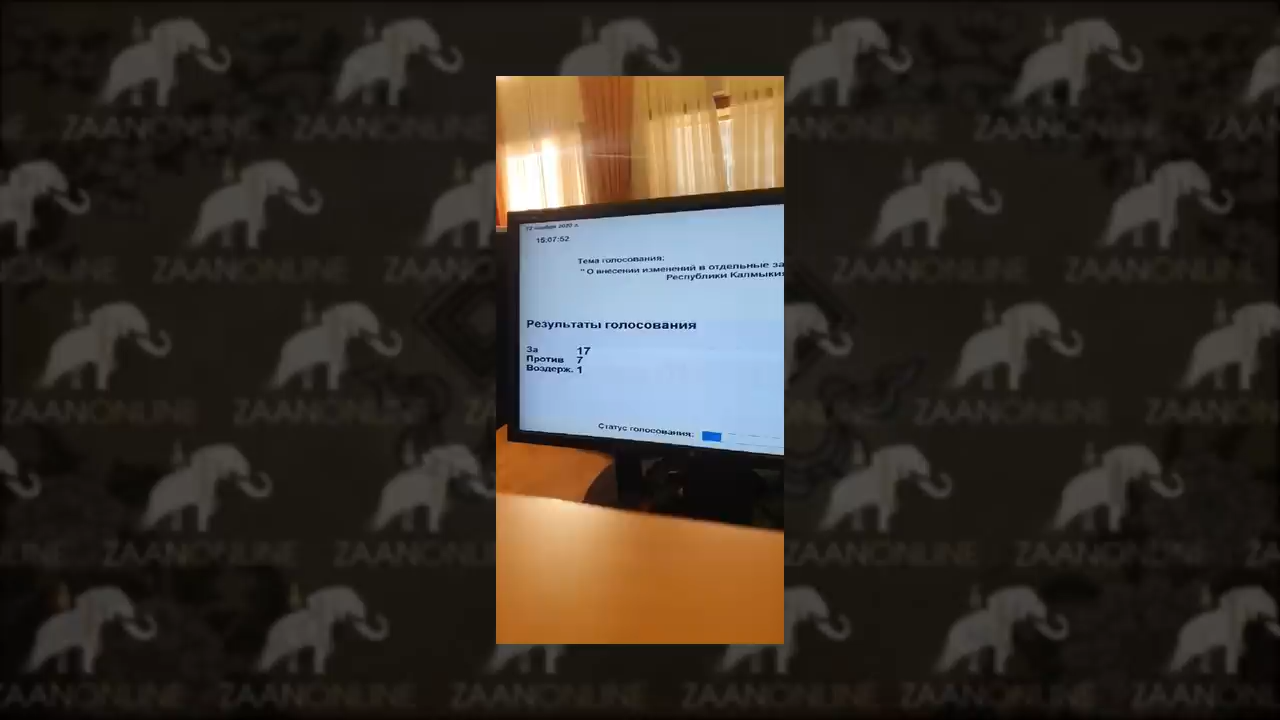 15:07:52
Тема голосования:
" О внесении изменений в отдельные за
Республики Калмыки
Результаты голосования
За 17
Против 7
Воздерж. 1
Статус голосования:
ZAANONLINE